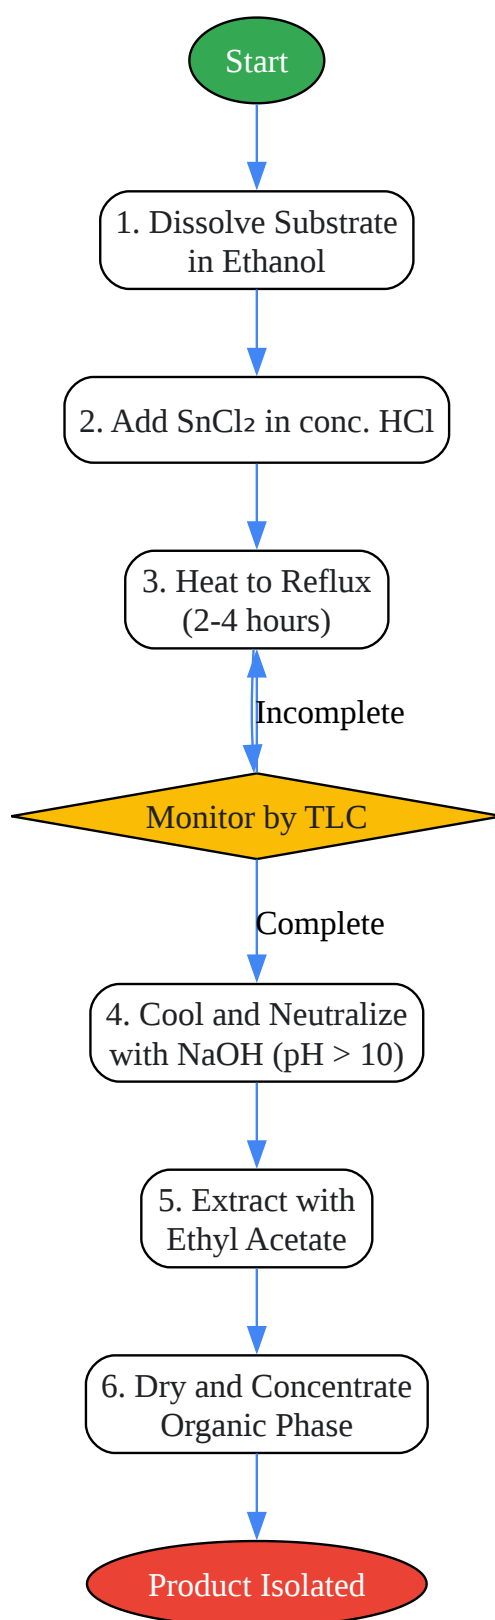 Start
1. Dissolve Substrate
in Ethanol
2. Add SnCl₂ in conc. HCl
3. Heat to Reflux
(2-4 hours)
Incomplete
Monitor by TLC
Complete
4. Cool and Neutralize
with NaOH (pH > 10)
5. Extract with
Ethyl Acetate
6. Dry and Concentrate
Organic Phase
Product Isolated